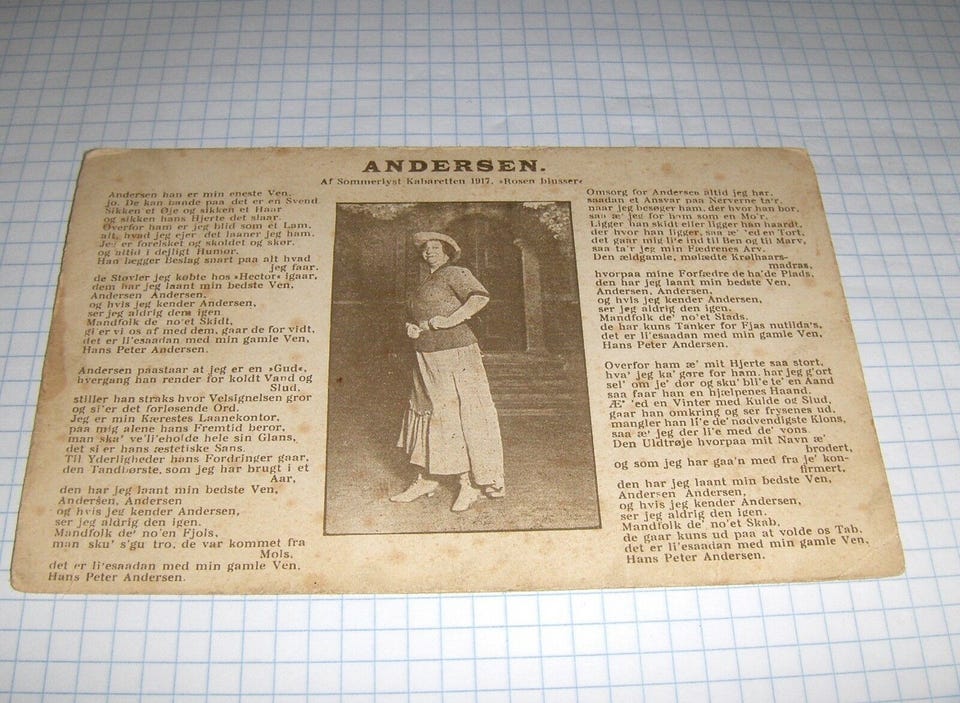 ANDERSEN.
Af Sommerlyst Kabaretten 1917. »Rosen blusser«
Andersen han er min eneste Ven,
jo. De kan bande paa det er en Svend.
Sikken et Øje og sikken et Haar
og sikken hans Hjerte det slaar.
Overfor ham er jeg blid som et Lam,
alt, hvad jeg ejer det laaner jeg ham.
Jeg er forelsket og skoldet og skør,
og altid i dejligt Humør.
Han lægger Beslag snart paa alt hvad
jeg faar.
de Støvler jeg købte hos »Hector« igaar,
dem har jeg laant min bedste Ven,
Andersen Andersen,
og hvis jeg kender Andersen,
ser jeg aldrig dem igen
Mandfolk de no'et Skidt,
gi'er vi os af med dem, gaar de for vidt,
det er li'esaadan med min gamle Ven,
Hans Peter Andersen.
Andersen paastaar at jeg er en »Gud«,
hvergang han render for koldt Vand og
Slud,
stiller han straks hvor Velsignelsen gror
og si'er det forløsende Ord.
Jeg er min Kærestes Laanekontor,
paa mig alene hans Fremtid beror,
man ska' ve'li'eholde hele sin Glans,
det si er hans æstetiske Sans.
Til Yderligheder hans Fordringer gaar,
den Tandbørste, som jeg har brugt i et
Aar,
den har jeg laant min bedste Ven,
Andersen, Andersen
og hvis jeg kender Andersen,
ser jeg aldrig den igen.
Mandfolk de' no'en Fjols,
man sku' s'gu tro, de var kommet fra
Mols,
det er li'esaadan med min gamle Ven,
Hans Peter Andersen.
Omsorg for Andersen altid jeg har,
saadan et Ansvar paa Nerverne ta'r,
naar jeg besøger ham, der hvor han bor,
saa æ' jeg for ham som en Mo'r.
Ligger han skidt eller ligger han haardt,
der hvor han ligger, saa æ' 'ed en Tort,
det gaar mig li'e ind til Ben og til Marv,
saa ta'r jeg min Fædrenes Arv.
Den ældgamle, mølædte Krølhaars-
madras,
hvorpaa mine Forfædre de ha'de Plads,
den har jeg laant min bedste Ven,
Andersen, Andersen,
og hvis jeg kender Andersen,
ser jeg aldrig den igen.
Mandfolk de' no'et Stads,
de har kuns Tanker for Fjas nutilda's,
det er li'esaadan med min gamle Ven,
Hans Peter Andersen.
Overfor ham æ' mit Hjerte saa stort,
hva' jeg ka' gøre for ham, har jeg g'ort
sel' om je' dør og sku' bli'e te' en Aand
saa faar han en hjælpenes Haand.
Æ' 'ed en Vinter med Kulde og Slud,
gaar han omkring og ser frysenes ud,
mangler han li'e de nødvendigste Klons,
saa æ' jeg der li'e med de' vons.
Den Uldtrøje hvorpaa mit Navn æ'
brodert,
og som jeg har gaa'n med fra je' kon-
firmert,
den har jeg laant min bedste Ven,
Andersen Andersen,
og hvis jeg kender Andersen,
ser jeg aldrig den igen.
Mandfolk de' no'et Skab,
de gaar kuns ud paa at volde os Tab,
det er li'esaadan med min gamle Ven,
Hans Peter Andersen.